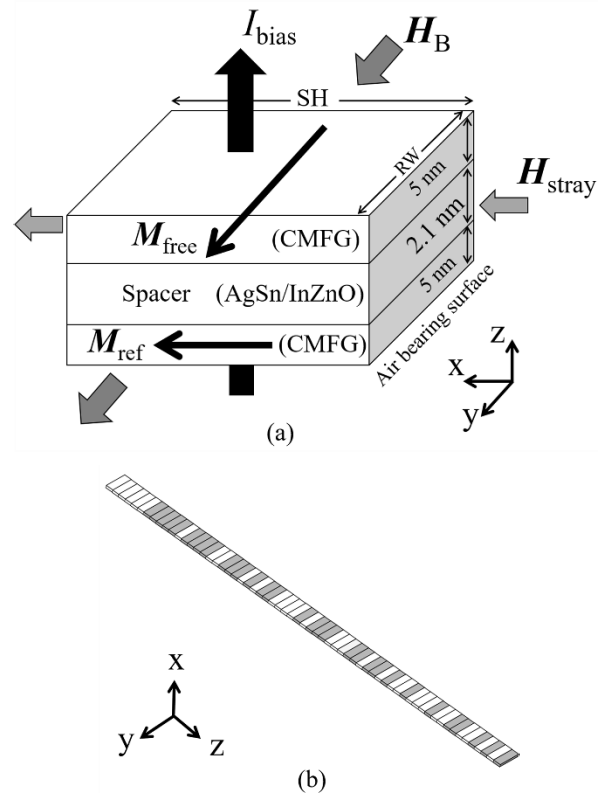 I_bias
H_B
SH
RW
5 nm
H_stray
2.1 nm
M_free (CMFG)
Spacer (AgSn/InZnO)
5 nm
M_ref (CMFG)
Air bearing surface
z
x
y
(a)
x
y
z
(b)